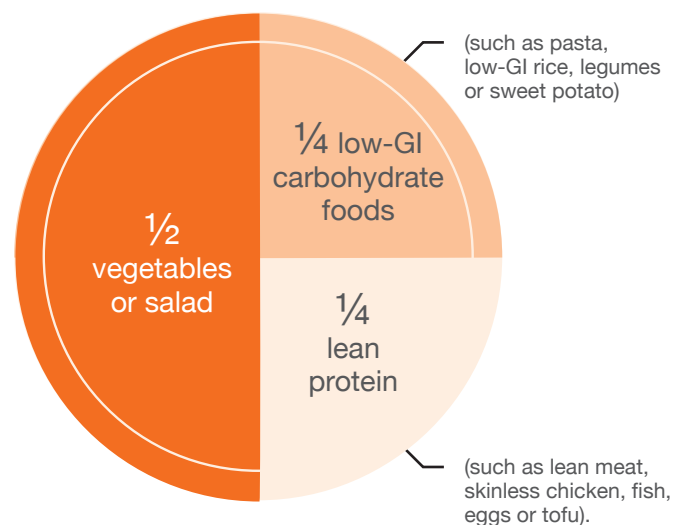 (such as pasta,
low-GI rice, legumes
or sweet potato)
¼ low-GI
carbohydrate
foods
½
vegetables
or salad
¼
lean
protein
(such as lean meat,
skinless chicken, fish,
eggs or tofu).